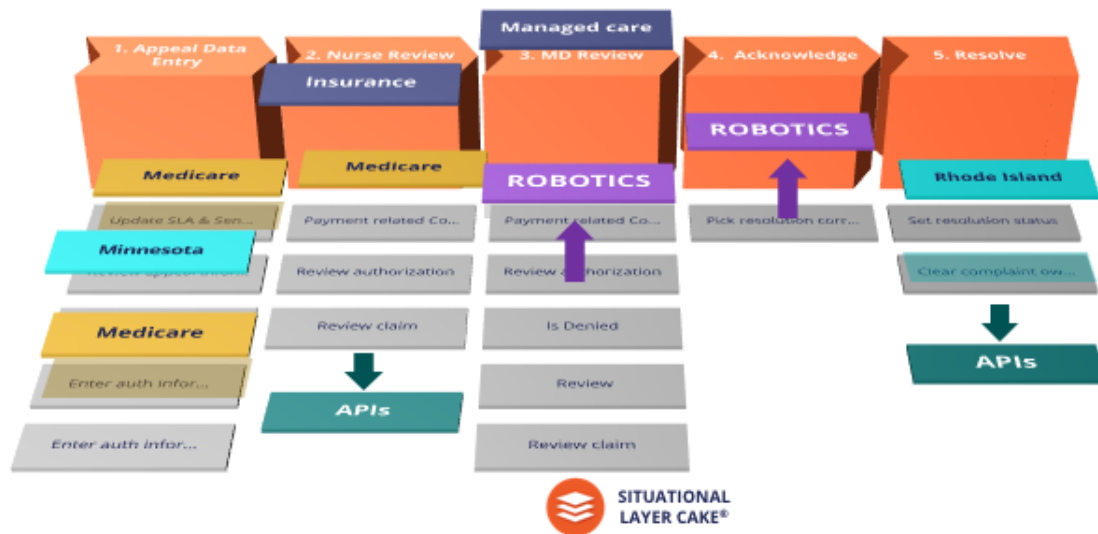 Managed care
1. Appeal Data
Entry
2. Nurse Review
3. MD Review
4. Acknowledge
5. Resolve
Insurance
ROBOTICS
Medicare
Medicare
ROBOTICS
Rhode Island
Update SLA & Sen...
Payment related Co...
Payment related Co...
Pick resolution corr...
Set resolution status
Minnesota
Review authorization
Review authorization
Clear complaint ow...
Medicare
Review claim
Is Denied
APIs
Enter auth infor...
Review
APIs
Enter auth infor...
Review claim
SITUATIONAL
LAYER CAKE®